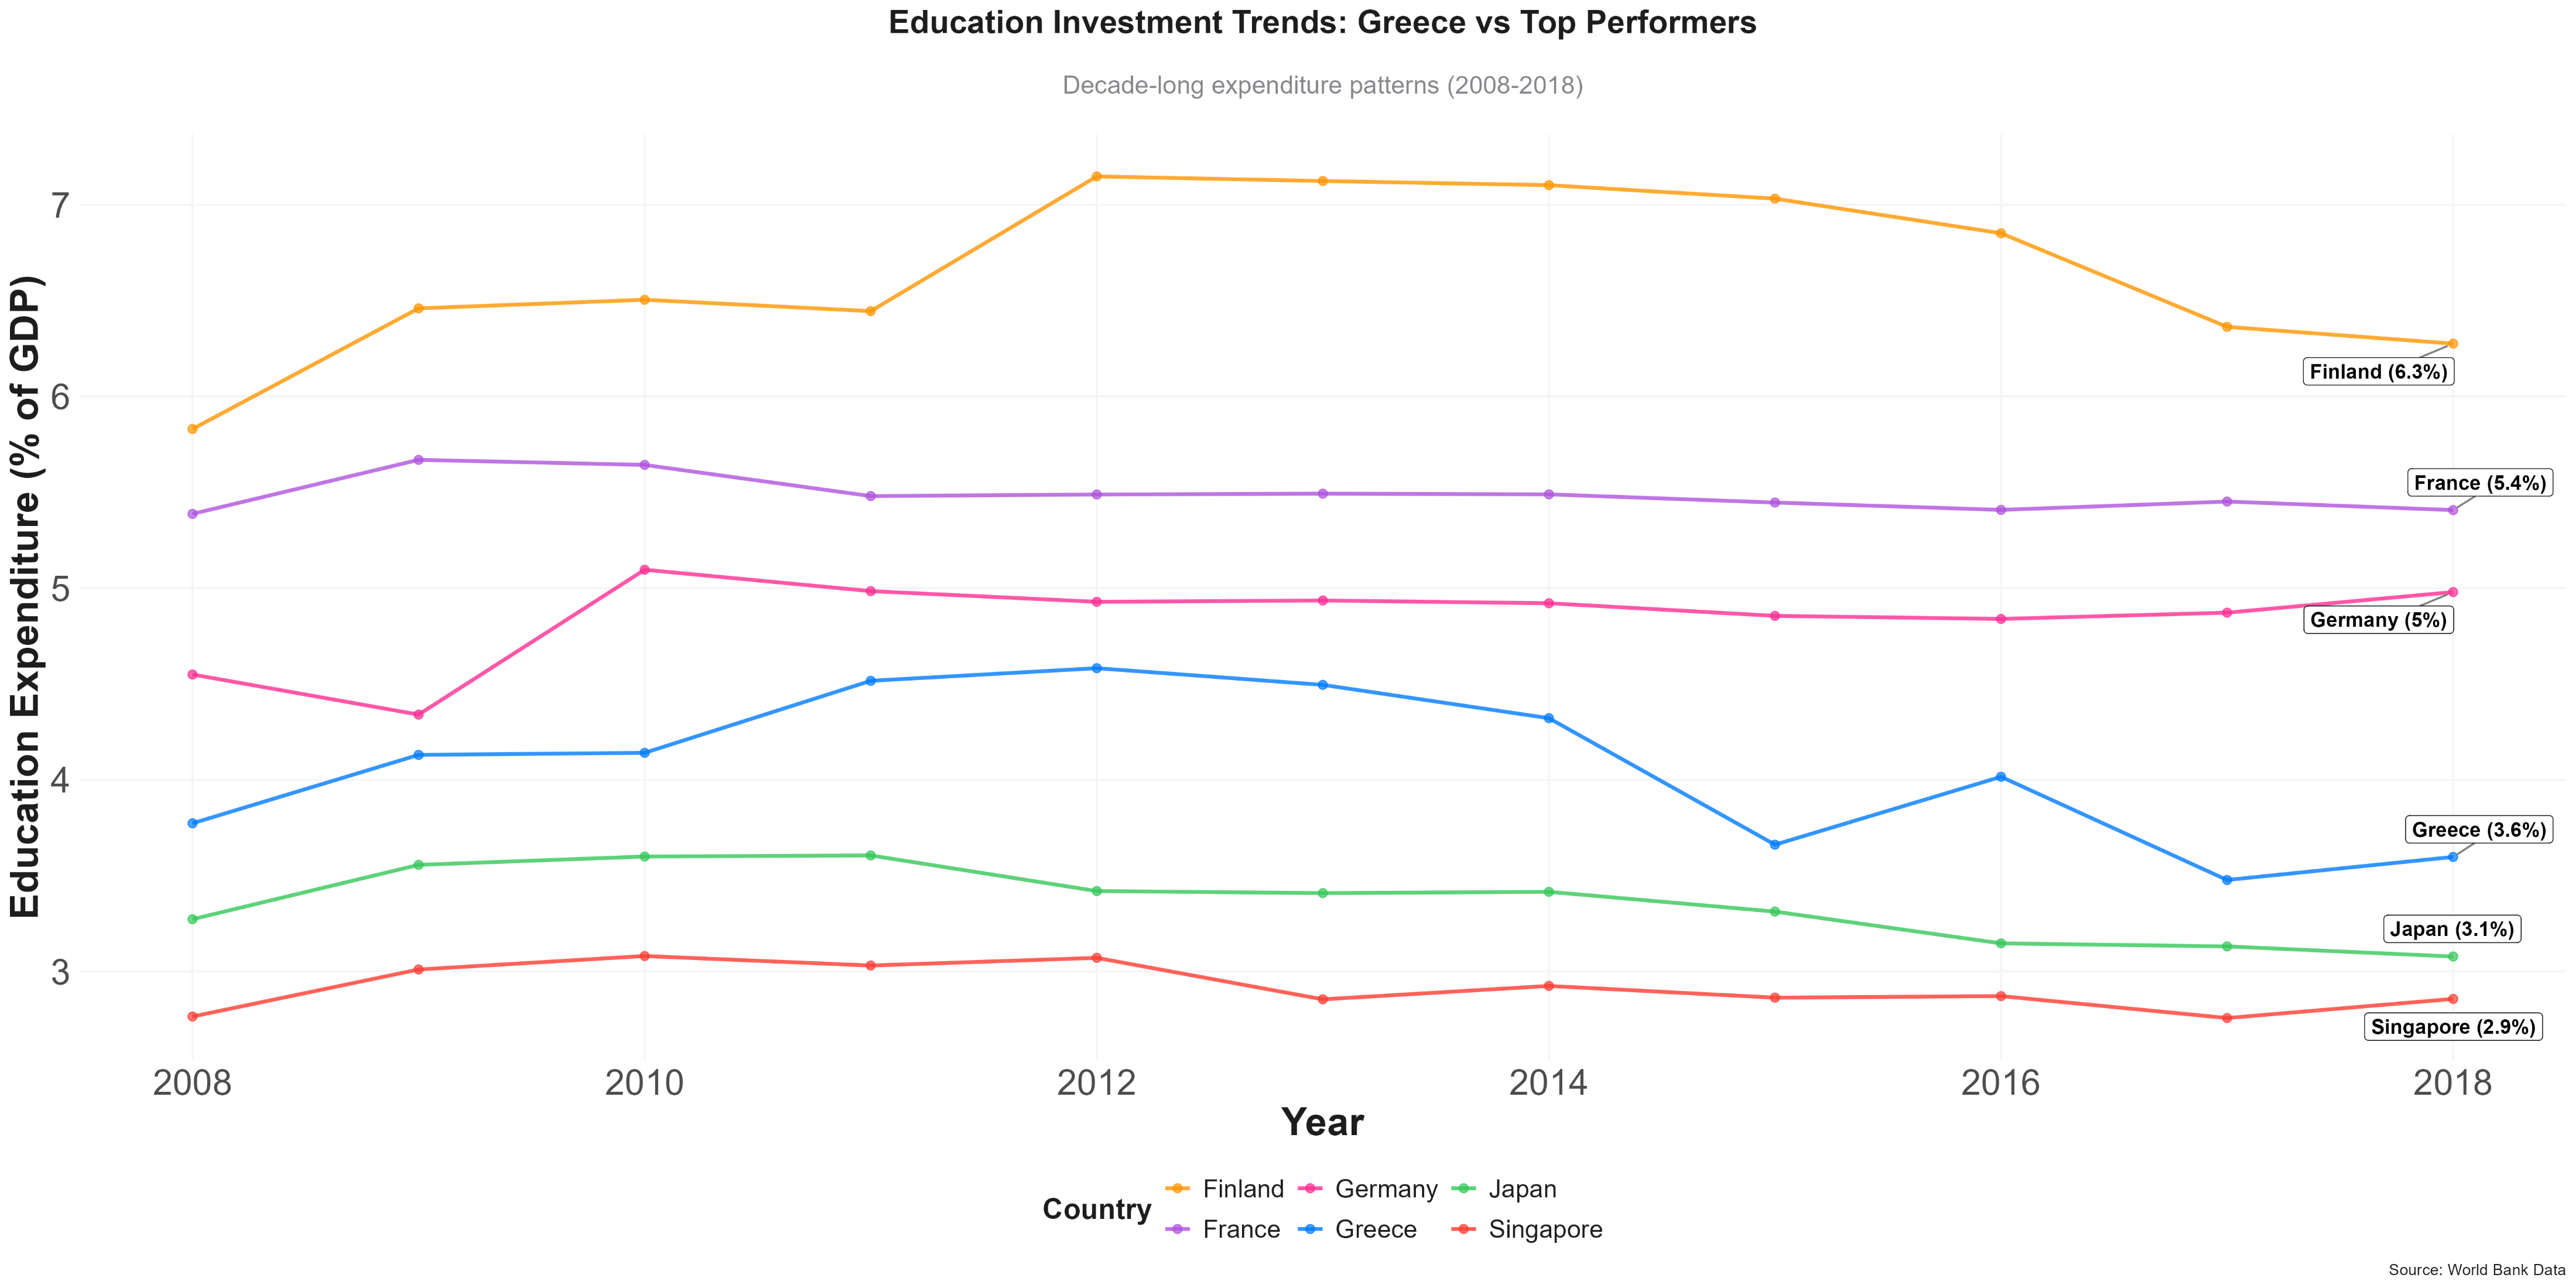 Education Investment Trends: Greece vs Top Performers
Decade-long expenditure patterns (2008-2018)
Education Expenditure (% of GDP)
7
6
5
4
3
Finland (6.3%)
France (5.4%)
Germany (5%)
Greece (3.6%)
Japan (3.1%)
Singapore (2.9%)
2008 2010 2012 2014 2016 2018
Year
Country
Finland Germany Japan
France Greece Singapore
Source: World Bank Data